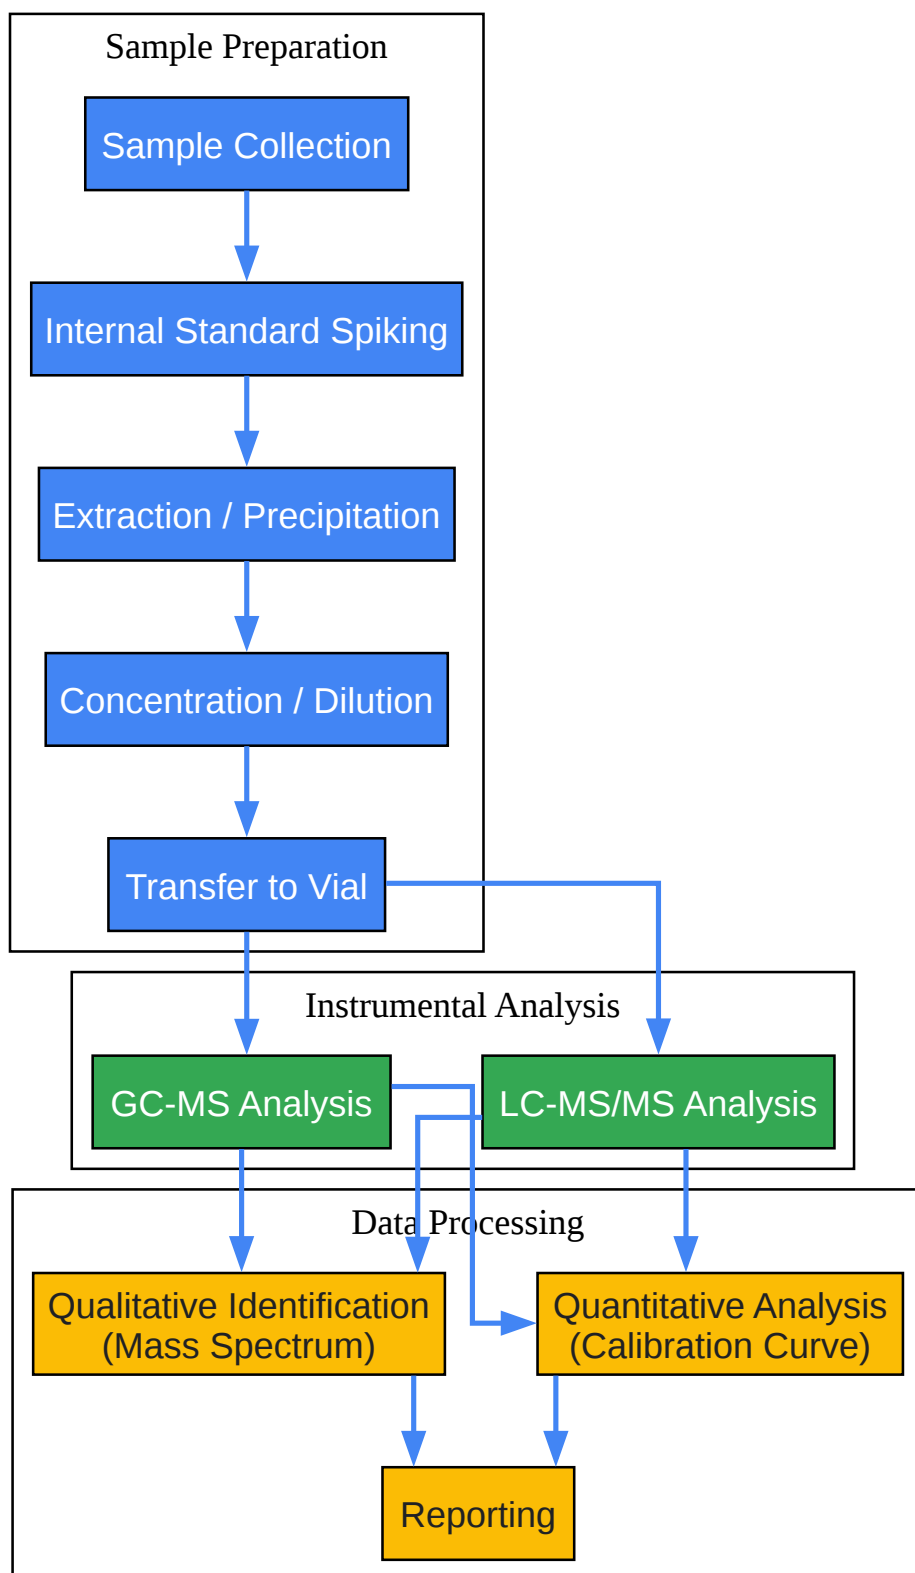 Sample Preparation
Sample Collection
Internal Standard Spiking
Extraction / Precipitation
Concentration / Dilution
Transfer to Vial
Instrumental Analysis
GC-MS Analysis
LC-MS/MS Analysis
Data Processing
Qualitative Identification
(Mass Spectrum)
Quantitative Analysis
(Calibration Curve)
Reporting